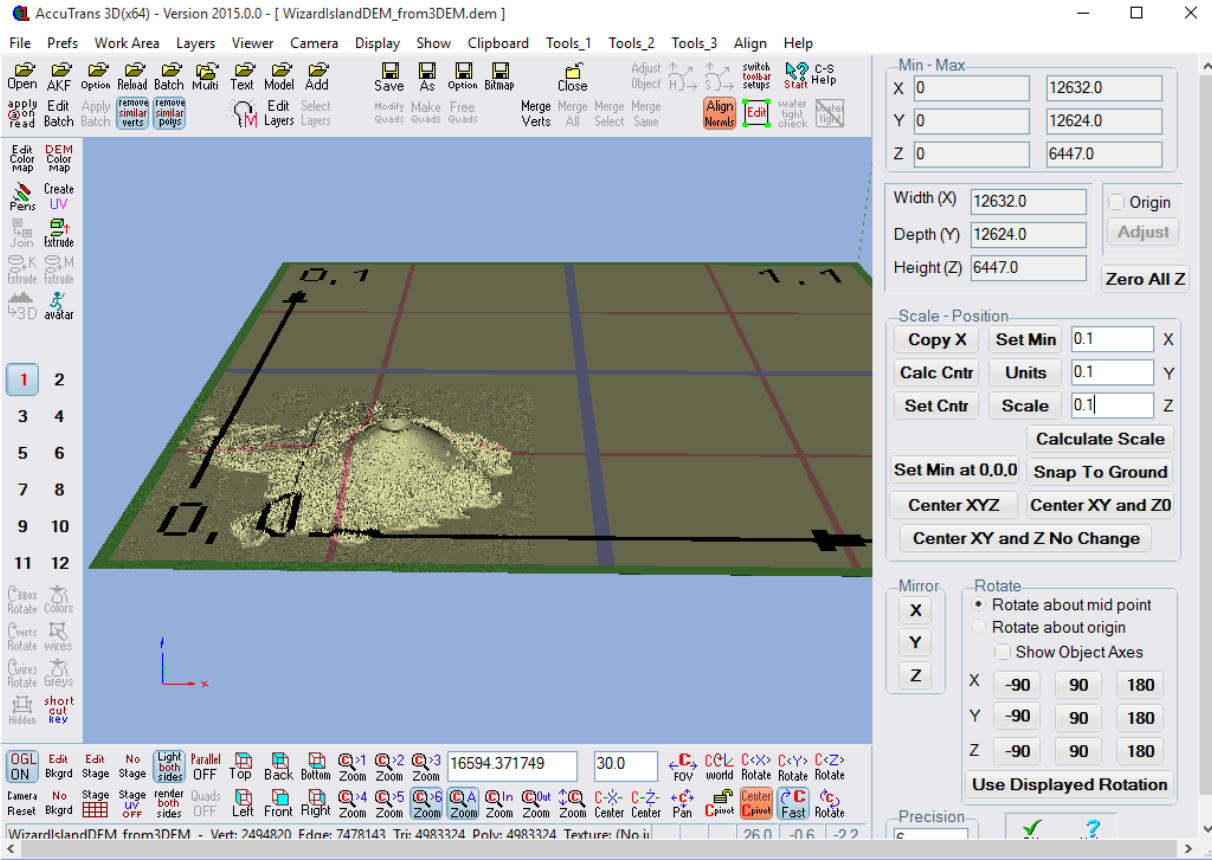 AccuTrans 3D(x64) - Version 2015.0.0 - [ WizardIslandDEM_from3DEM.dem ]
File Prefs Work Area Layers Viewer Camera Display Show Clipboard Tools_1 Tools_2 Tools_3 Align Help
Open AKF Option Reload Batch Multi Text Model Add Save As Option Bitmap Close Adjust Object H S switch toolbar setups Start C-S Help
apply @ on read Edit Batch Apply Batch remove similar verts remove similar polys M Edit Layers Select Layers Modify Quads Make Quads Free Quads Merge Verts Merge All Merge Select Merge Same Align Normls Edit water tight check Water tight
Edit Color Map DEM Color Map
Pens Create UV
Join Extrude
K Extrude M Extrude
3D avatar
1 2
3 4
5 6
7 8
9 10
11 12
BBox Rotate Colors
verts Rotate wires
wires Rotate Greys
Hidden short cut key
0,1 1,1
0,0
x
Min - Max
X 0 12632.0
Y 0 12624.0
Z 0 6447.0
Width (X) 12632.0
Depth (Y) 12624.0
Height (Z) 6447.0
Origin
Adjust
Zero All Z
Scale - Position
Copy X Set Min 0.1 X
Calc Cntr Units 0.1 Y
Set Cntr Scale 0.1 Z
Calculate Scale
Set Min at 0,0,0 Snap To Ground
Center XYZ Center XY and Z0
Center XY and Z No Change
Mirror
X
Y
Z
Rotate
Rotate about mid point
Rotate about origin
Show Object Axes
X -90 90 180
Y -90 90 180
Z -90 90 180
Use Displayed Rotation
Precision
6
OGL ON Edit Bkgrd Edit Stage No Stage Light both sides Parallel OFF Top Back Bottom >1 Zoom >2 Zoom >3 Zoom 16594.371749 30.0 FOV world <X> Rotate <Y> Rotate <Z> Rotate
Camera Reset No Bkgrd Stage Stage UV OFF render both sides Quads OFF Left Front Right >4 Zoom >5 Zoom >6 Zoom A Zoom In Zoom Out Zoom Zoom C-X- Center C-Z- Center Pan Cpivot Center Cpivot Fast Rotate
WizardIslandDEM_from3DEM - Vert: 2494820 Edge: 7478143 Tri: 4983324 Poly: 4983324 Texture: (No 26.0 -0.6 -2.2